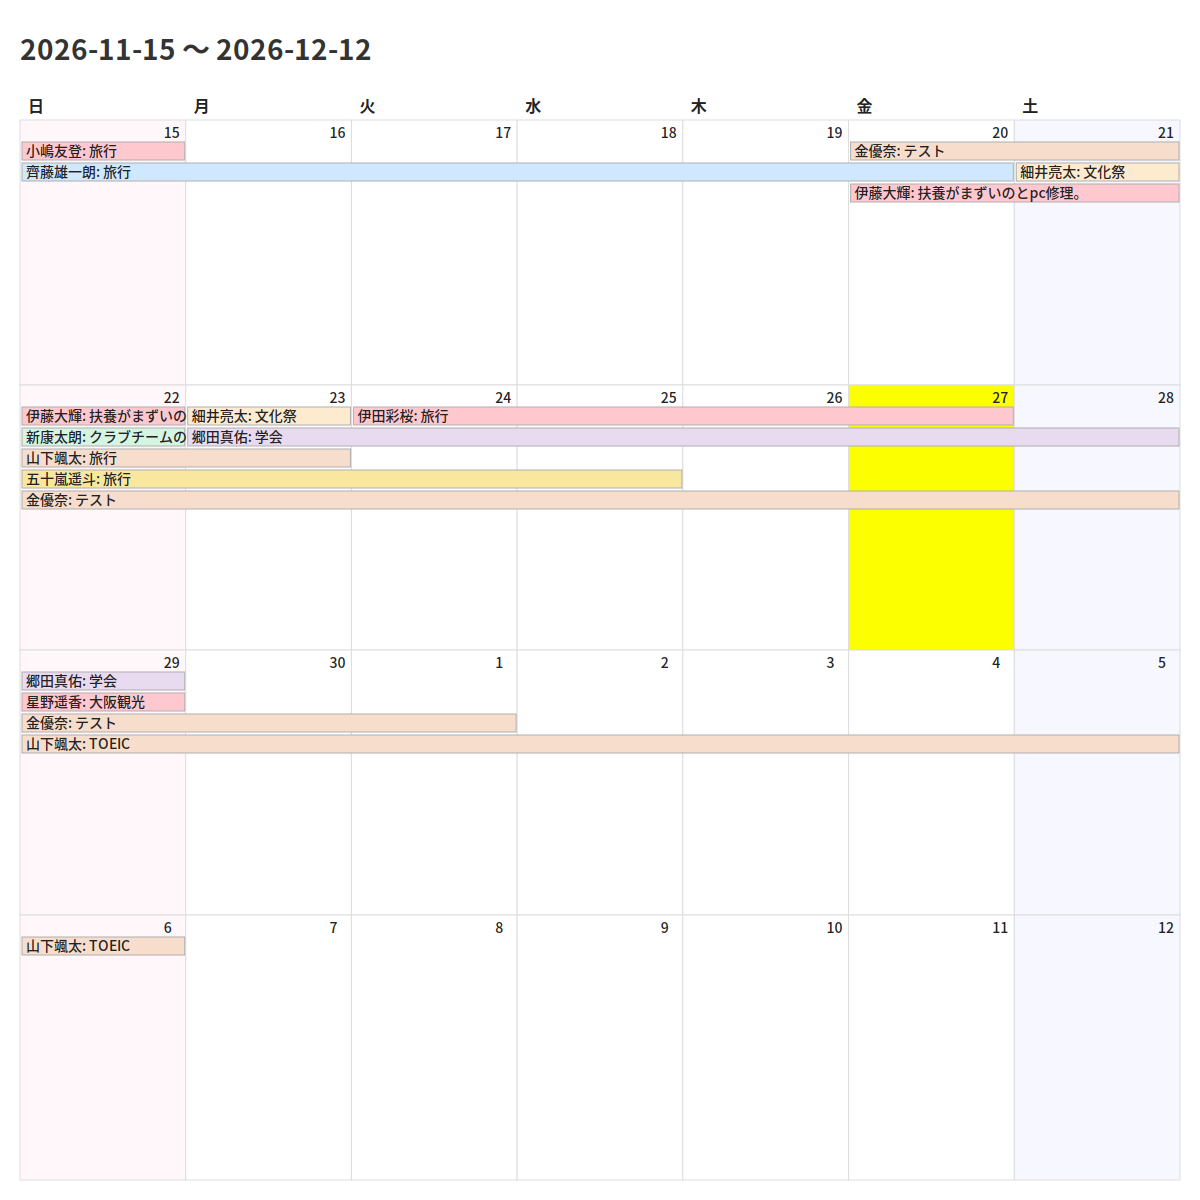 2026-11-15 〜 2026-12-12
日 月 火 水 木 金 土
15 16 17 18 19 20 21
小嶋友登: 旅行 金優奈: テスト
齊藤雄一朗: 旅行 細井亮太: 文化祭
伊藤大輝: 扶養がまずいのとpc修理。
22 23 24 25 26 27 28
伊藤大輝: 扶養がまずいの 細井亮太: 文化祭 伊田彩桜: 旅行
新康太朗: クラブチームの 郷田真佑: 学会
山下颯太: 旅行
五十嵐遥斗: 旅行
金優奈: テスト
29 30 1 2 3 4 5
郷田真佑: 学会
星野遥香: 大阪観光
金優奈: テスト
山下颯太: TOEIC
6 7 8 9 10 11 12
山下颯太: TOEIC